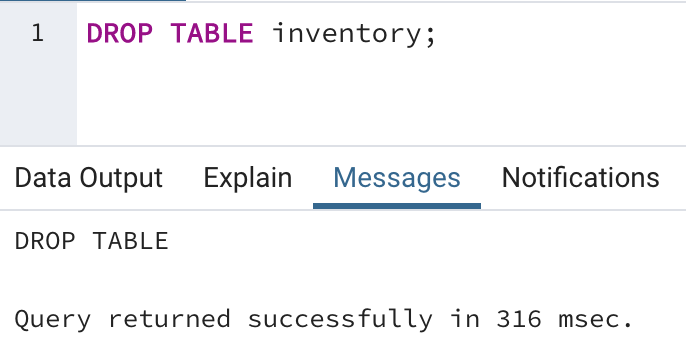 1 DROP TABLE inventory;
Data Output Explain Messages Notifications
DROP TABLE
Query returned successfully in 316 msec.